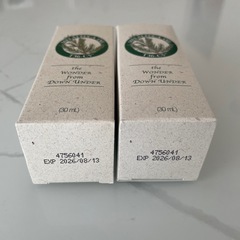 the
WONDER
from
DOWN UNDER
(30 mL)
4756041
EXP 2026/08/13
the
WONDER
from
DOWN UNDER
(30 mL)
4756041
EXP 2026/08/13